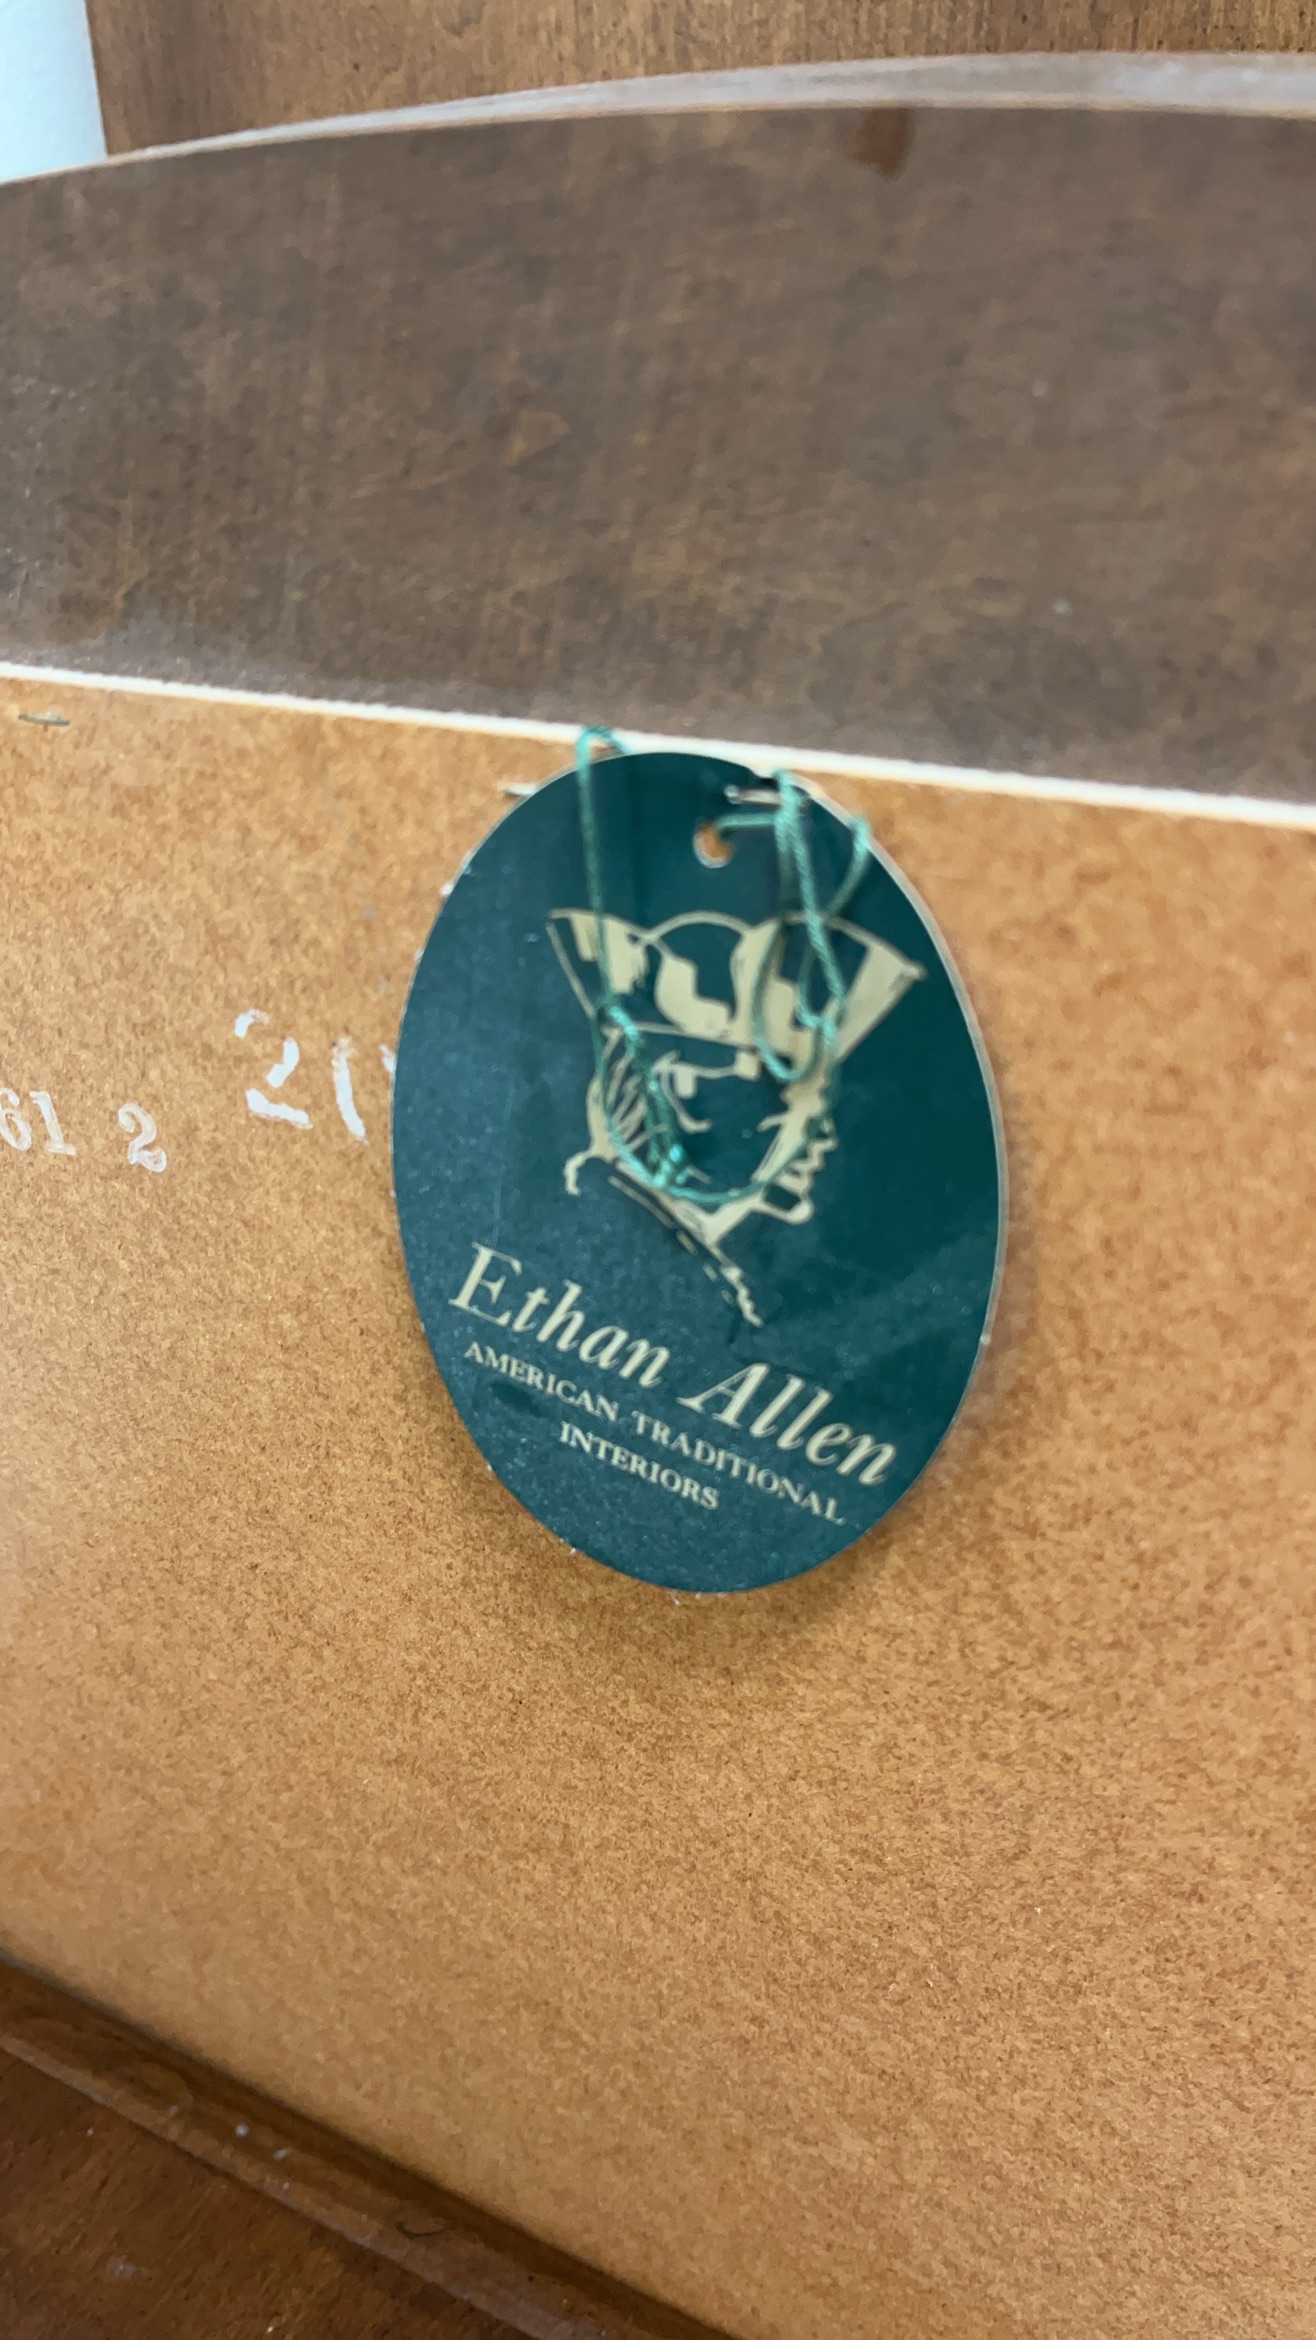 61 2
Ethan Allen
AMERICAN TRADITIONAL
INTERIORS